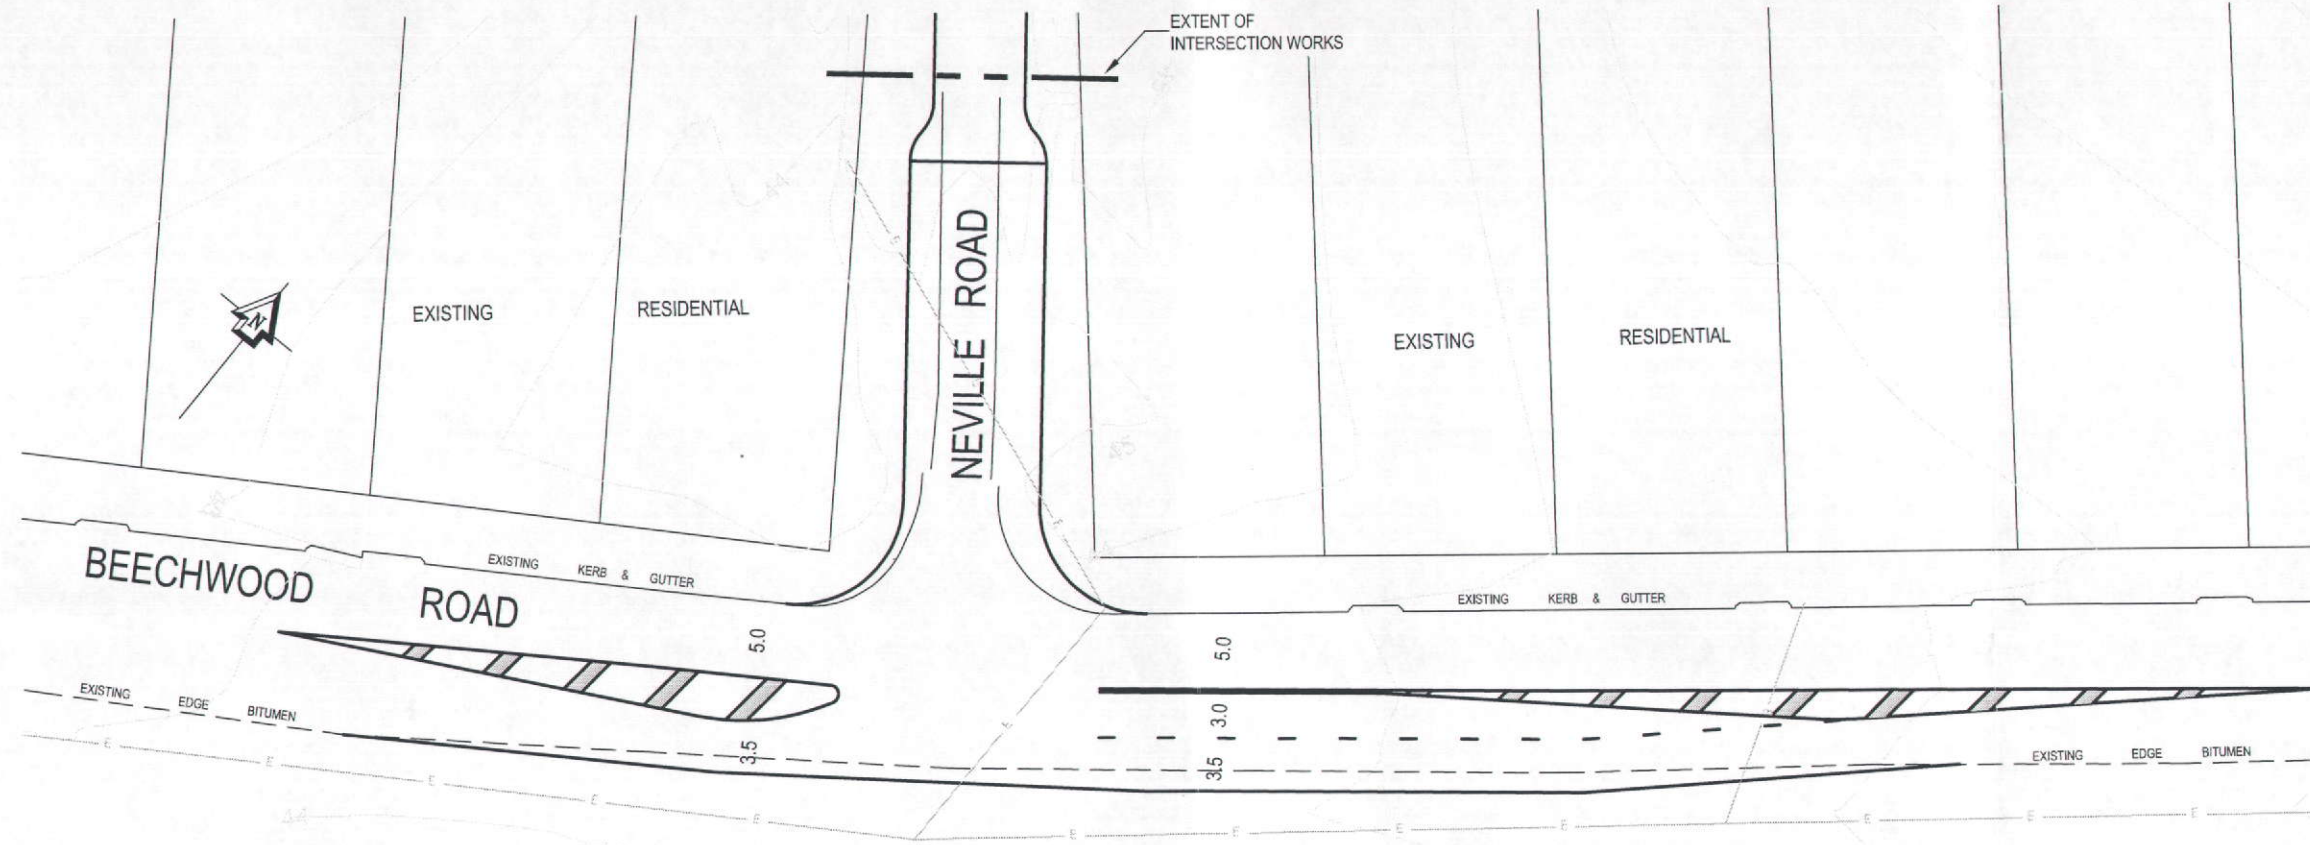 EXTENT OF
INTERSECTION WORKS
NEVILLE ROAD
N
EXISTING RESIDENTIAL
EXISTING RESIDENTIAL
BEECHWOOD ROAD
EXISTING KERB & GUTTER
EXISTING KERB & GUTTER
5.0
5.0
3.0
3.5
3.5
EXISTING EDGE BITUMEN
EXISTING EDGE BITUMEN
E E E E E E E E E E E E